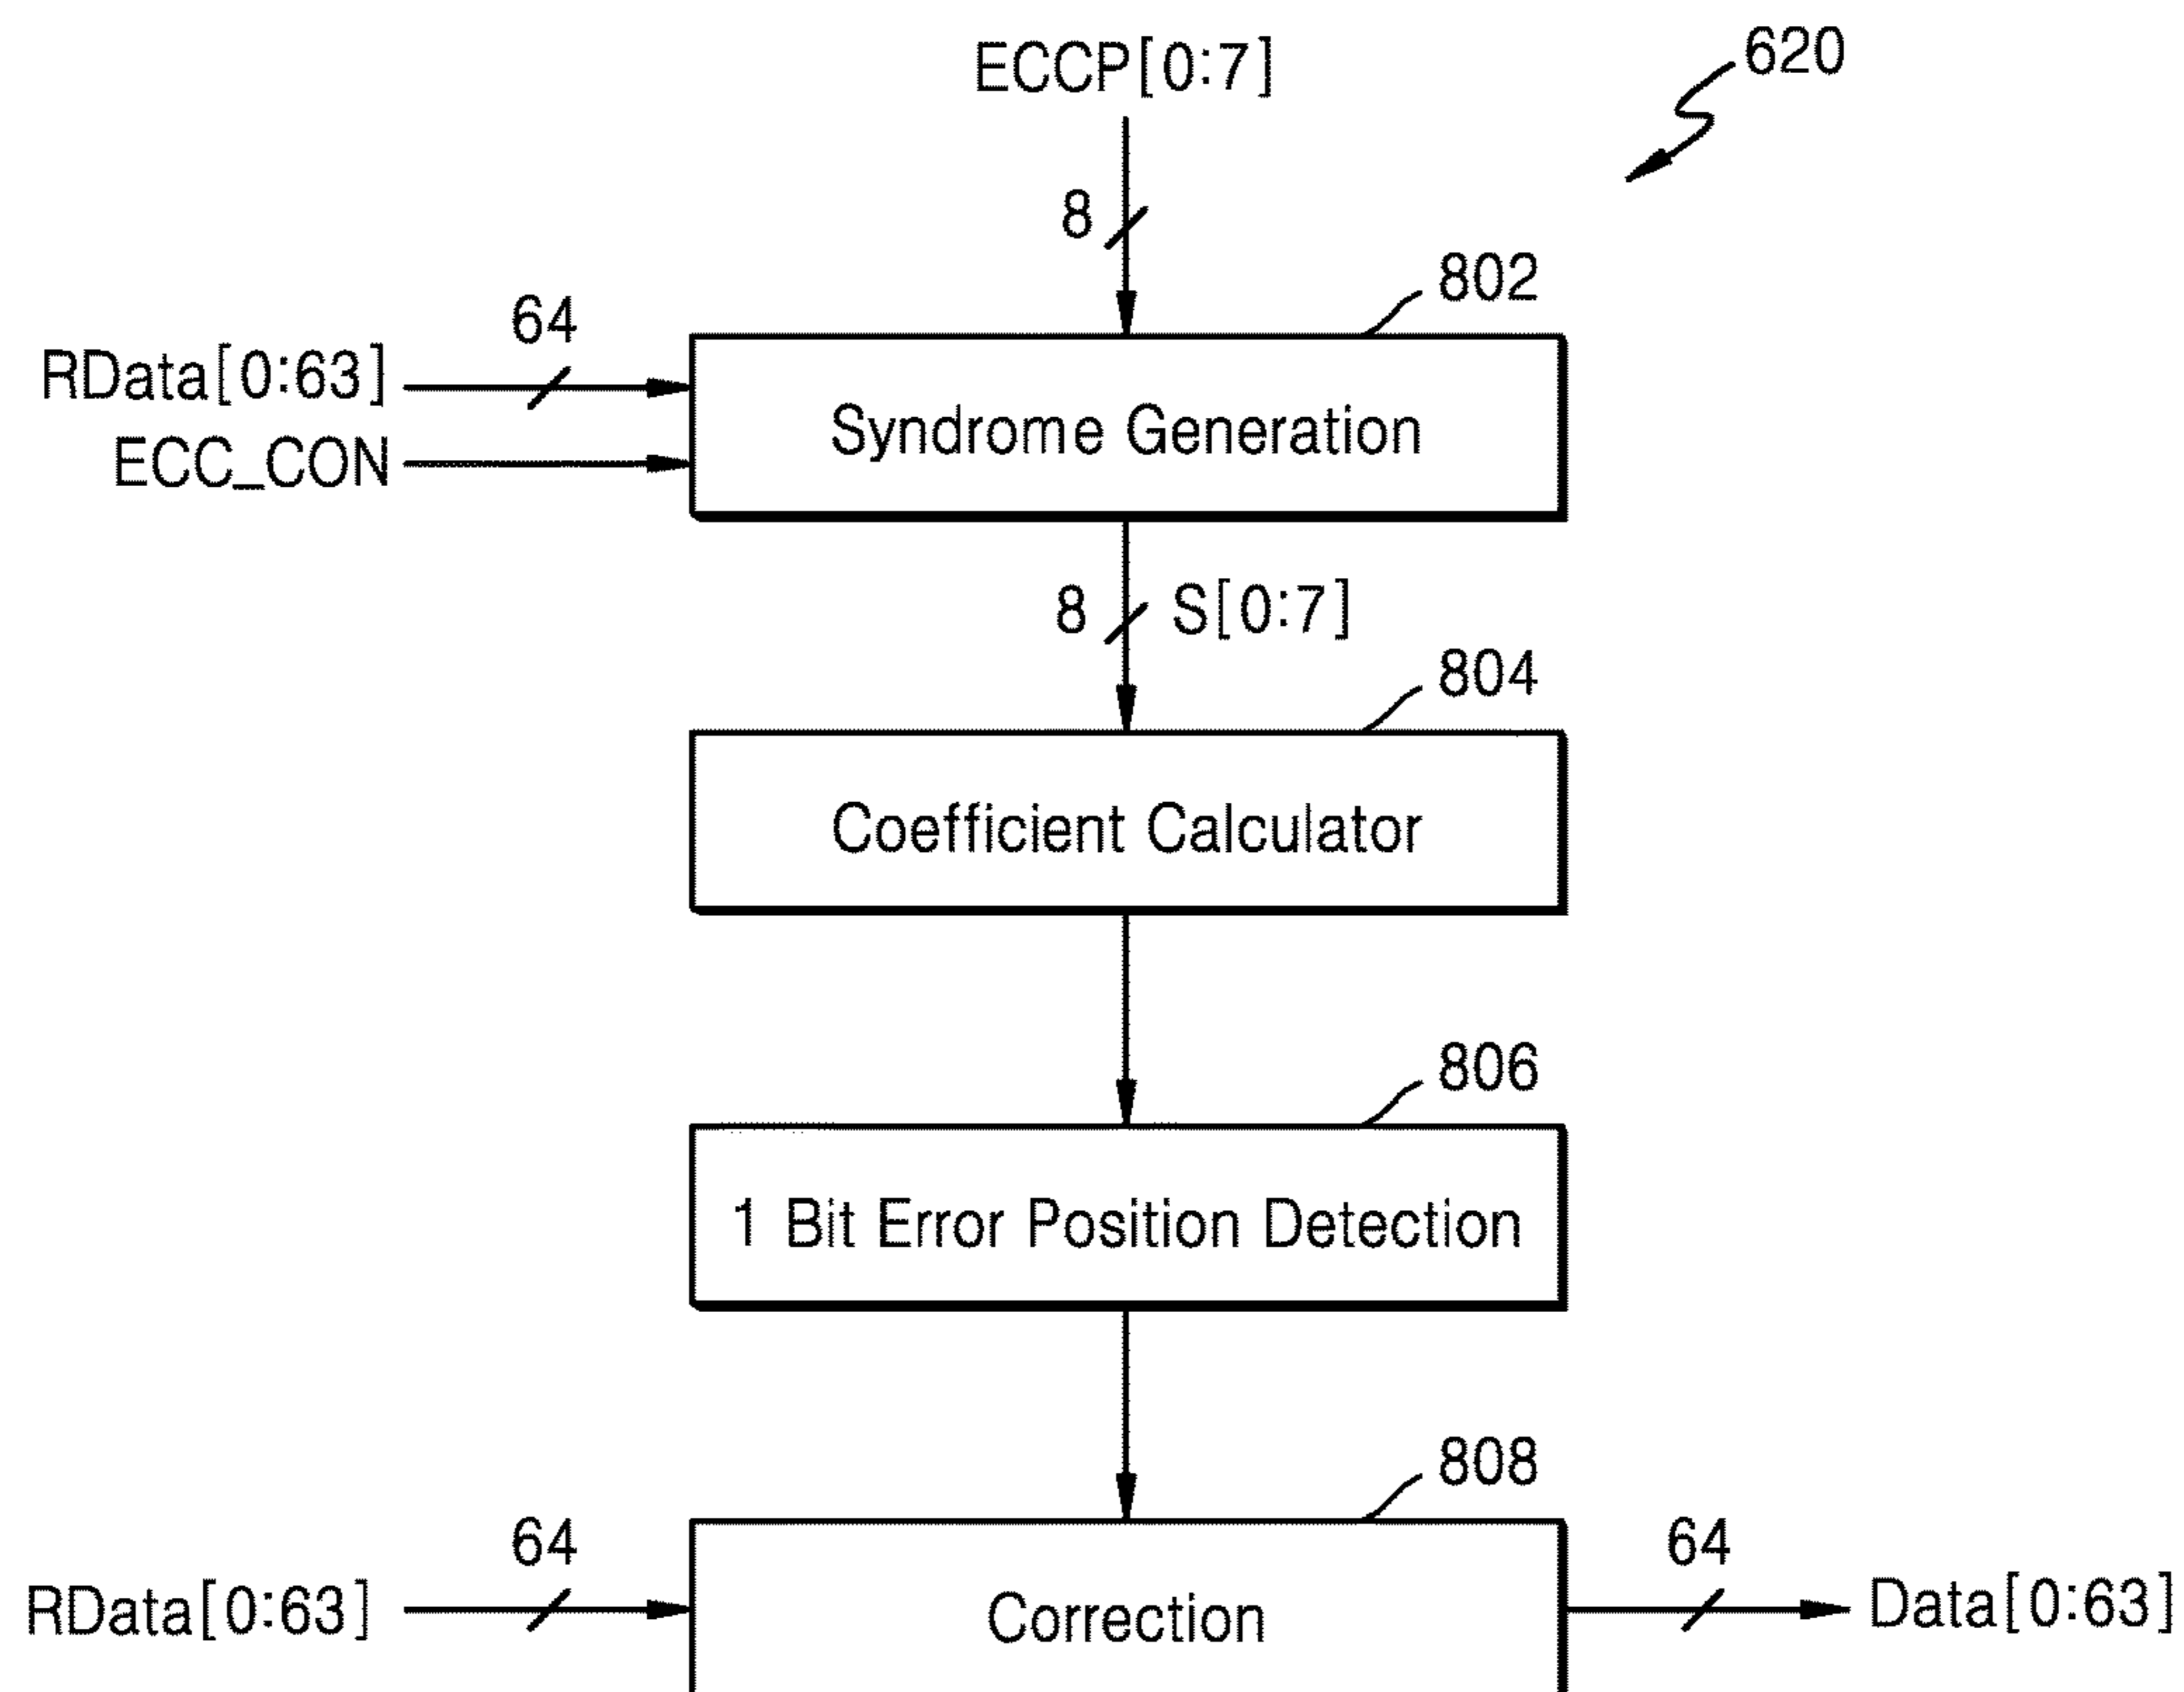 ECCP[0:7]
620
8
802
64
RData[0:63]
ECC_CON
Syndrome Generation
8 S[0:7]
804
Coefficient Calculator
806
1 Bit Error Position Detection
808
64
64
RData[0:63]
Correction
Data[0:63]